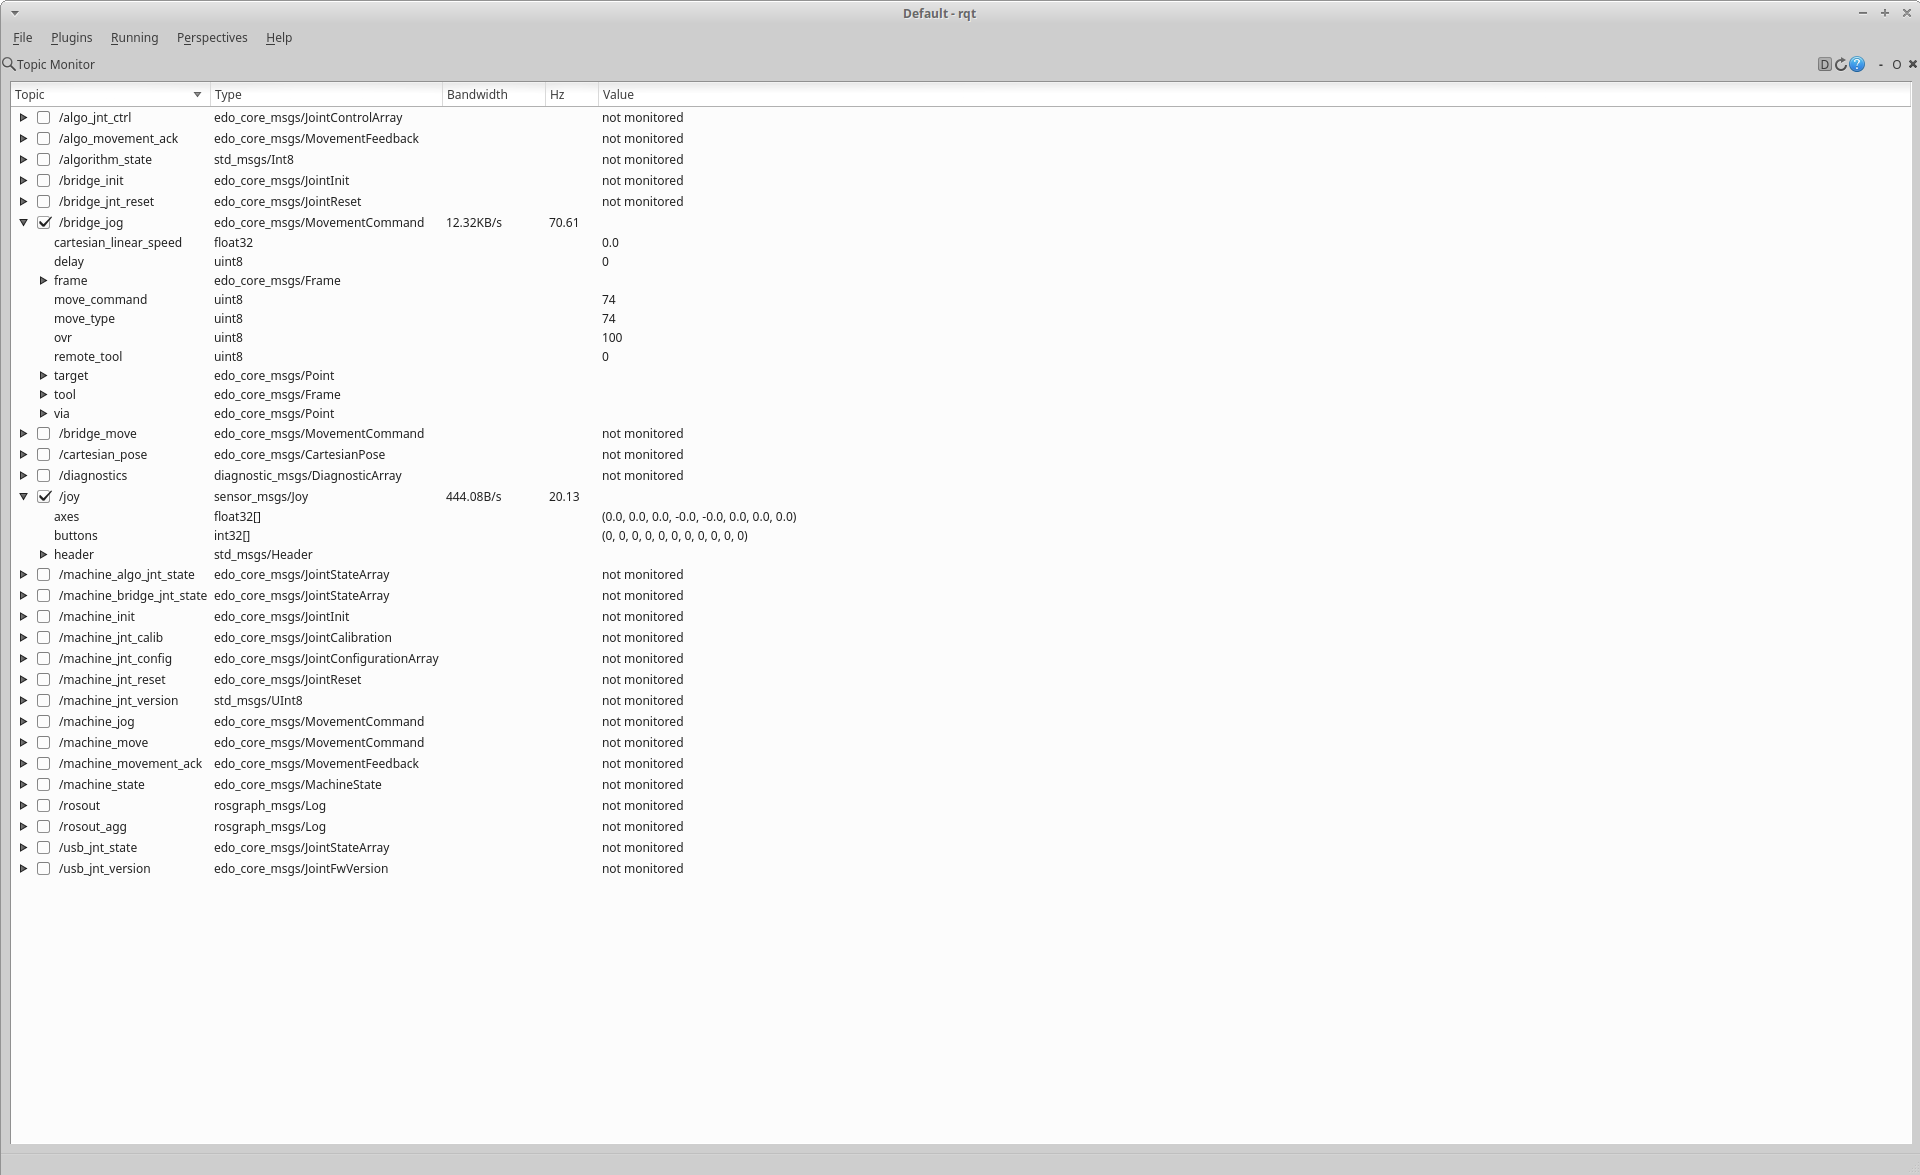 Default - rqt
File Plugins Running Perspectives Help
Topic Monitor D ? - O
Topic Type Bandwidth Hz Value
/algo_jnt_ctrl edo_core_msgs/JointControlArray not monitored
/algo_movement_ack edo_core_msgs/MovementFeedback not monitored
/algorithm_state std_msgs/Int8 not monitored
/bridge_init edo_core_msgs/JointInit not monitored
/bridge_jnt_reset edo_core_msgs/JointReset not monitored
/bridge_jog edo_core_msgs/MovementCommand 12.32KB/s 70.61
cartesian_linear_speed float32 0.0
delay uint8 0
frame edo_core_msgs/Frame
move_command uint8 74
move_type uint8 74
ovr uint8 100
remote_tool uint8 0
target edo_core_msgs/Point
tool edo_core_msgs/Frame
via edo_core_msgs/Point
/bridge_move edo_core_msgs/MovementCommand not monitored
/cartesian_pose edo_core_msgs/CartesianPose not monitored
/diagnostics diagnostic_msgs/DiagnosticArray not monitored
/joy sensor_msgs/Joy 444.08B/s 20.13
axes float32[] (0.0, 0.0, 0.0, -0.0, -0.0, 0.0, 0.0, 0.0)
buttons int32[] (0, 0, 0, 0, 0, 0, 0, 0, 0, 0, 0)
header std_msgs/Header
/machine_algo_jnt_state edo_core_msgs/JointStateArray not monitored
/machine_bridge_jnt_state edo_core_msgs/JointStateArray not monitored
/machine_init edo_core_msgs/JointInit not monitored
/machine_jnt_calib edo_core_msgs/JointCalibration not monitored
/machine_jnt_config edo_core_msgs/JointConfigurationArray not monitored
/machine_jnt_reset edo_core_msgs/JointReset not monitored
/machine_jnt_version std_msgs/UInt8 not monitored
/machine_jog edo_core_msgs/MovementCommand not monitored
/machine_move edo_core_msgs/MovementCommand not monitored
/machine_movement_ack edo_core_msgs/MovementFeedback not monitored
/machine_state edo_core_msgs/MachineState not monitored
/rosout rosgraph_msgs/Log not monitored
/rosout_agg rosgraph_msgs/Log not monitored
/usb_jnt_state edo_core_msgs/JointStateArray not monitored
/usb_jnt_version edo_core_msgs/JointFwVersion not monitored